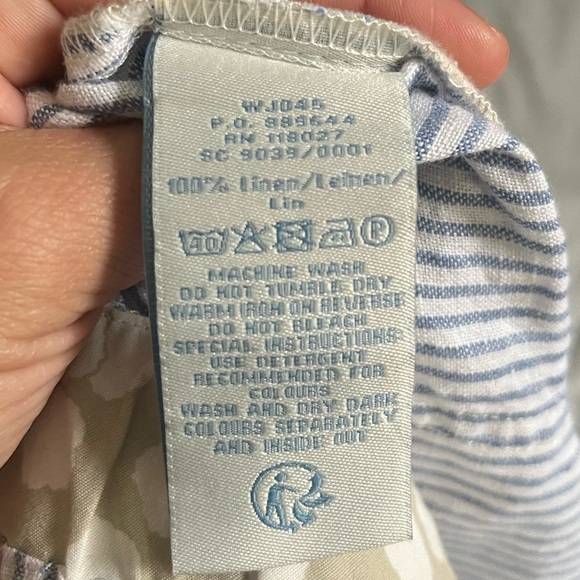 WJ045
P.O. 989644
RN 118027
SC 9039/0001
100% Linen/Leinen/
Lin
40 P
MACHINE WASH
DO NOT TUMBLE DRY
WARM IRON ON REVERSE
DO NOT BLEACH
SPECIAL INSTRUCTIONS
USE DETERGENT
RECOMMENDED FOR
COLOURS
WASH AND DRY DARK
COLOURS SEPARATELY
AND INSIDE OUT